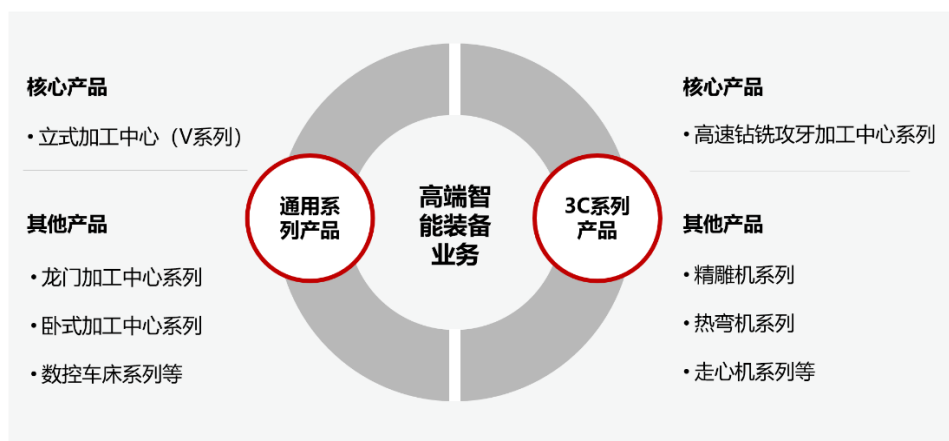 核心产品
• 立式加工中心（V系列）
其他产品
• 龙门加工中心系列
• 卧式加工中心系列
• 数控车床系列等
通用系
列产品
高端智
能装备
业务
3C系列
产品
核心产品
• 高速钻铣攻牙加工中心系列
其他产品
• 精雕机系列
• 热弯机系列
• 走心机系列等